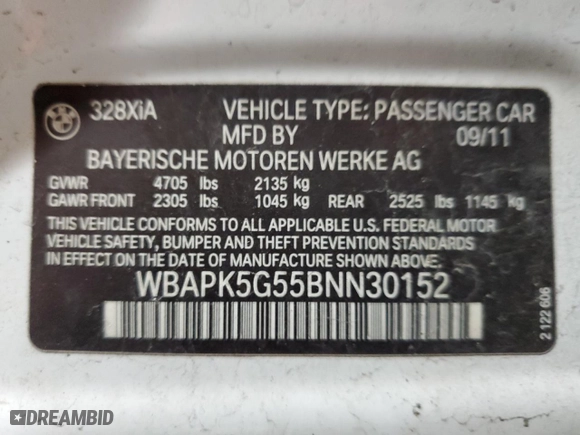 328XiA VEHICLE TYPE: PASSENGER CAR
MFD BY 09/11
BAYERISCHE MOTOREN WERKE AG
GVWR 4705 lbs 2135 kg
GAWR FRONT 2305 lbs 1045 kg REAR 2525 lbs 1145 kg
THIS VEHICLE CONFORMS TO ALL APPLICABLE U.S. FEDERAL MOTOR
VEHICLE SAFETY, BUMPER AND THEFT PREVENTION STANDARDS
IN EFFECT ON THE DATE OF MANUFACTURE SHOWN ABOVE.
WBAPK5G55BNN30152
2 122 606
DREAMBID